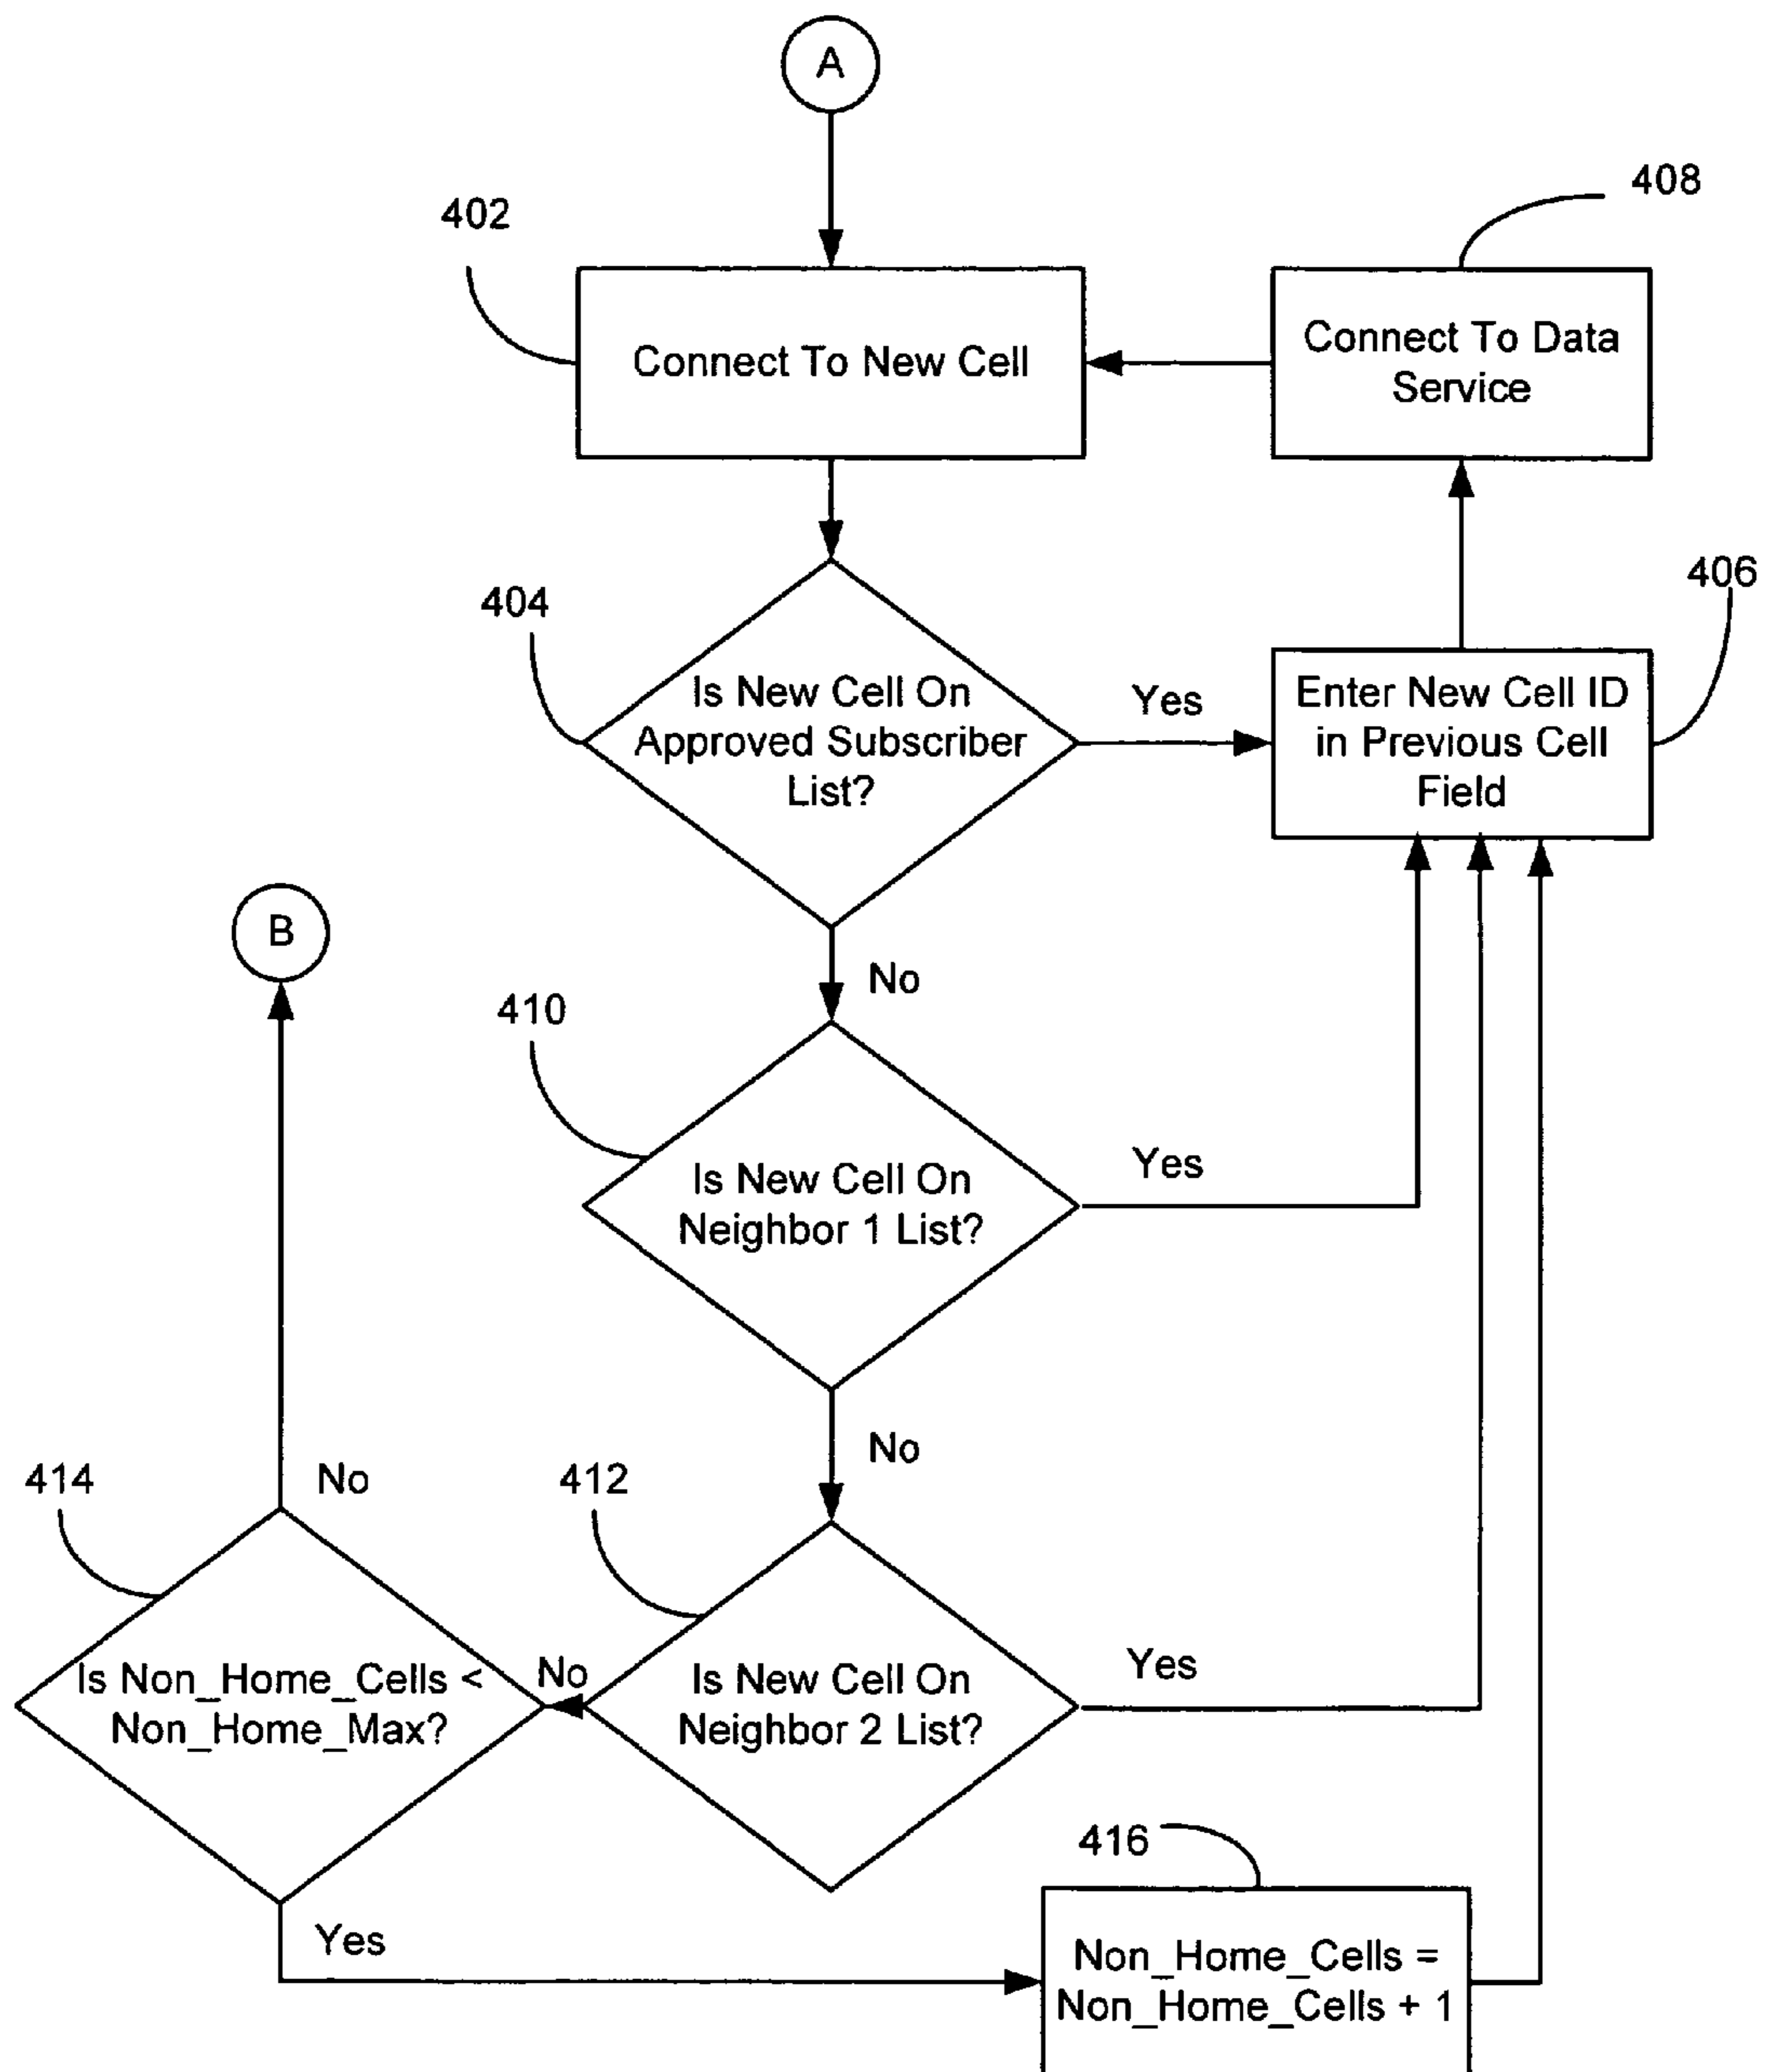 A
402
408
Connect To New Cell
Connect To Data
Service
404
406
Is New Cell On
Approved Subscriber
List?
Yes
Enter New Cell ID
in Previous Cell
Field
B
No
410
Is New Cell On
Neighbor 1 List?
Yes
No
414
No
412
Is Non_Home_Cells <
Non_Home_Max?
No
Is New Cell On
Neighbor 2 List?
Yes
416
Yes
Non_Home_Cells =
Non_Home_Cells + 1